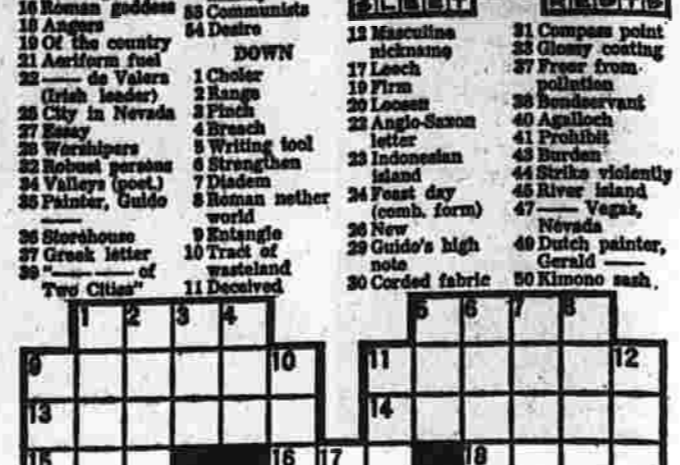 16 Roman goddess
18 Angers
19 Of the country
21 Aeriform fuel
22 —— de Valera
(Irish leader)
25 City in Nevada
27 Essay
28 Worshipers
32 Robust persons
34 Valleys (poet.)
35 Painter, Guido
——
36 Storehouse
37 Greek letter
39 "—— —— of
Two Cities"
53 Communists
54 Desire
DOWN
1 Choler
2 Range
3 Pinch
4 Breach
5 Writing tool
6 Strengthen
7 Diadem
8 Roman nether
world
9 Entangle
10 Tract of
wasteland
11 Deceived
12 Masculine
nickname
17 Leech
19 Firm
20 Loosen
22 Anglo-Saxon
letter
23 Indonesian
island
24 Feast day
(comb. form)
26 New
29 Guido's high
note
30 Corded fabric
31 Compass point
33 Glossy coating
37 Freer from
pollution
38 Bondservant
40 Agalloch
41 Prohibit
43 Burden
44 Strike violently
45 River island
47 —— Vegas,
Nevada
49 Dutch painter,
Gerald ——
50 Kimono sash
1 2 3 4 5 6 7 8
9 10 11 12
13 14
15 16 17 18